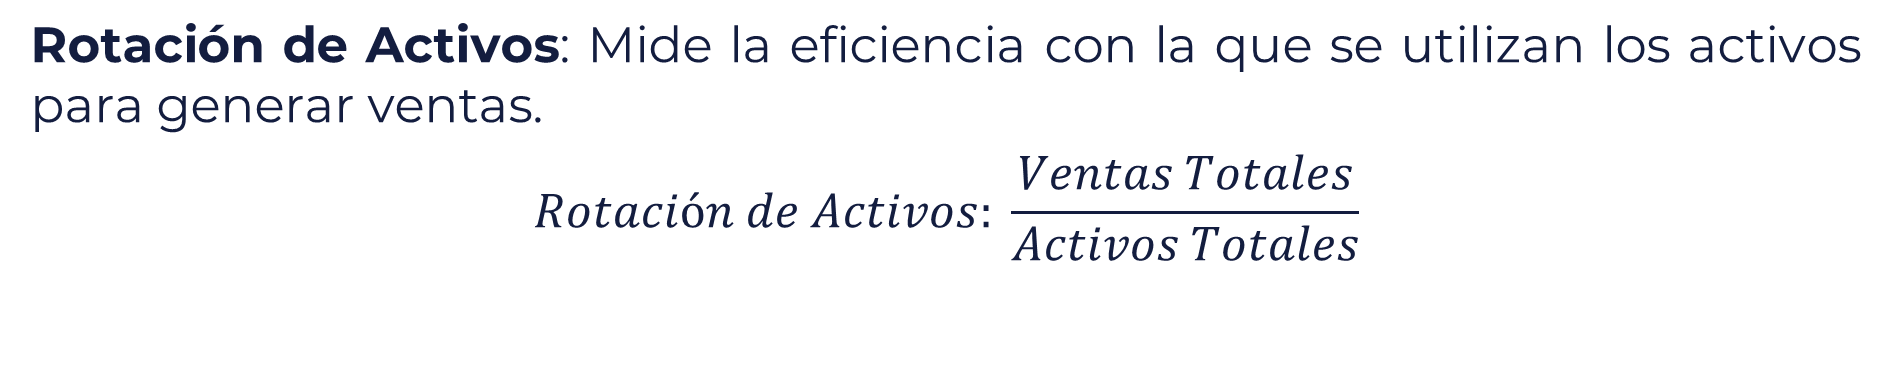 Rotación de Activos: Mide la eficiencia con la que se utilizan los activos
para generar ventas.
Rotación de Activos: Ventas Totales / Activos Totales